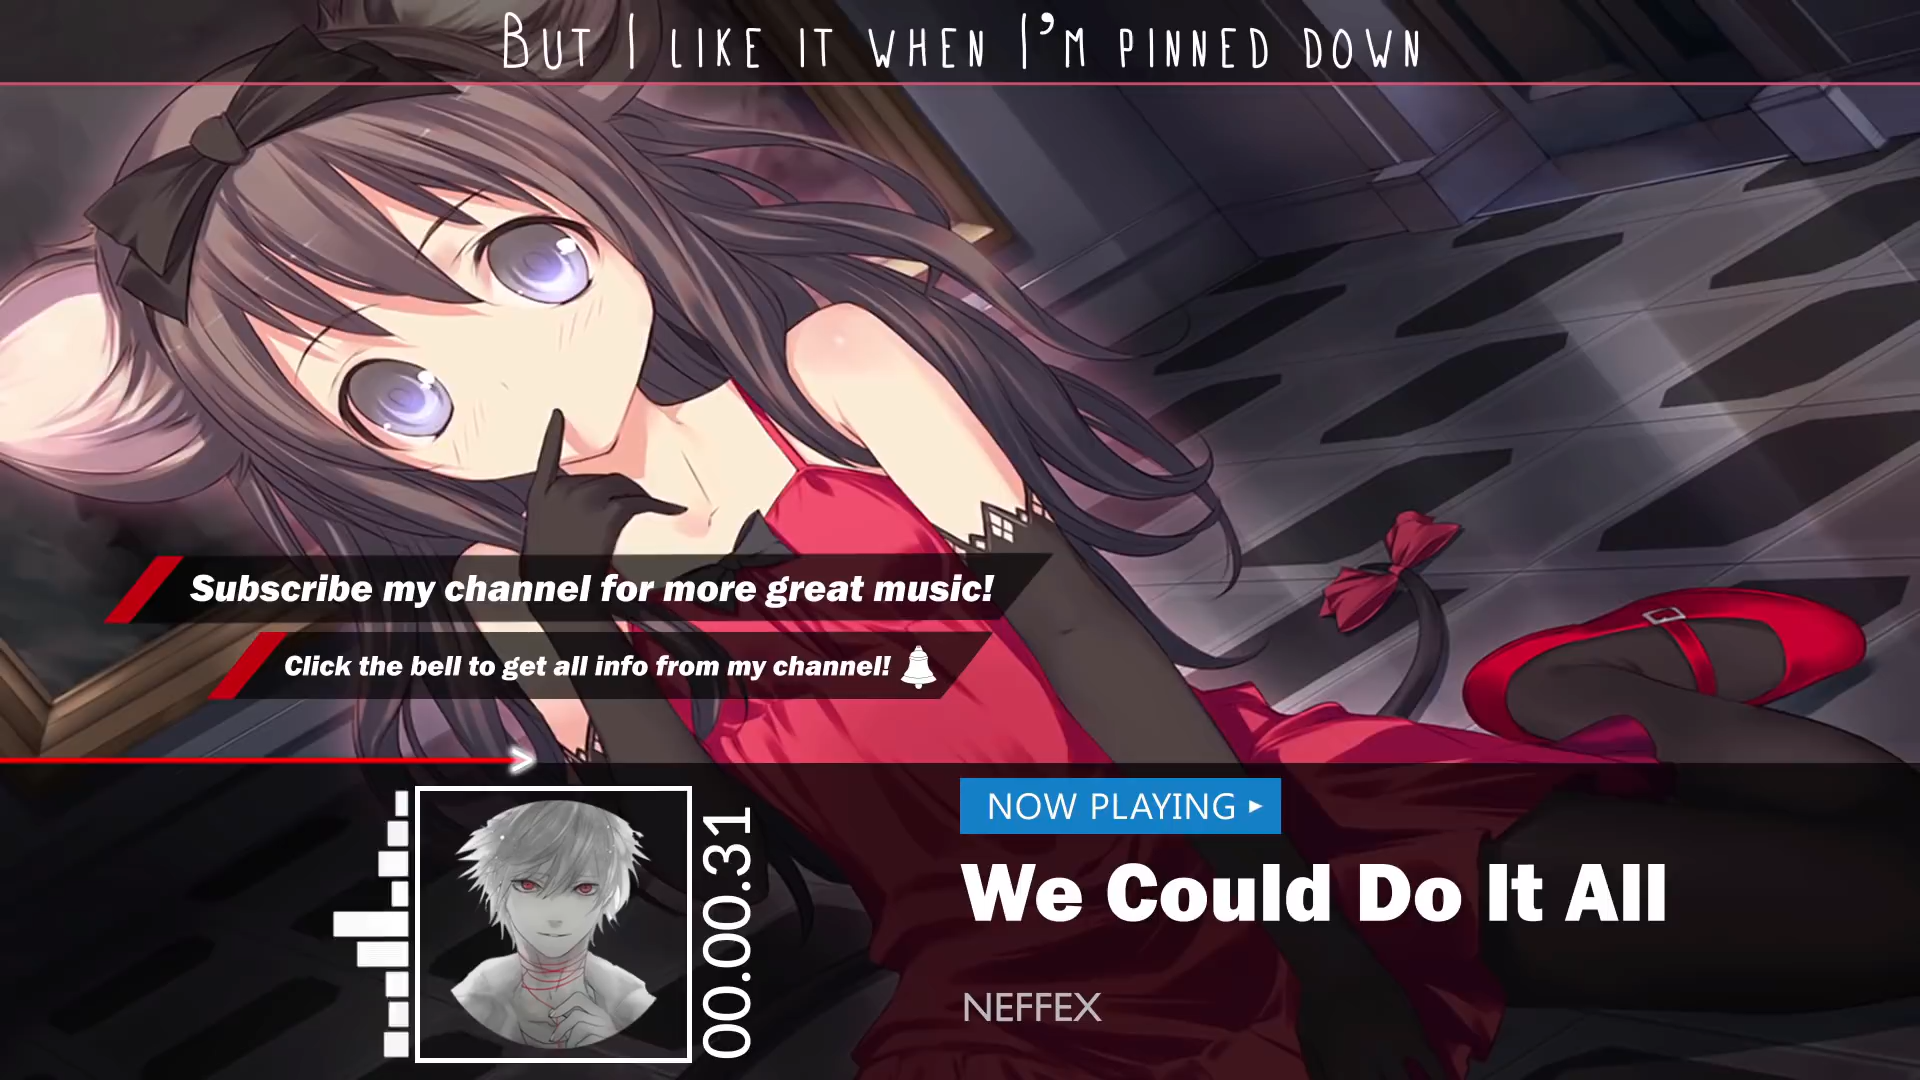 But I like it when I'm pinned down
Subscribe my channel for more great music!
Click the bell to get all info from my channel!
00.00.31
NOW PLAYING ▸
We Could Do It All
NEFFEX